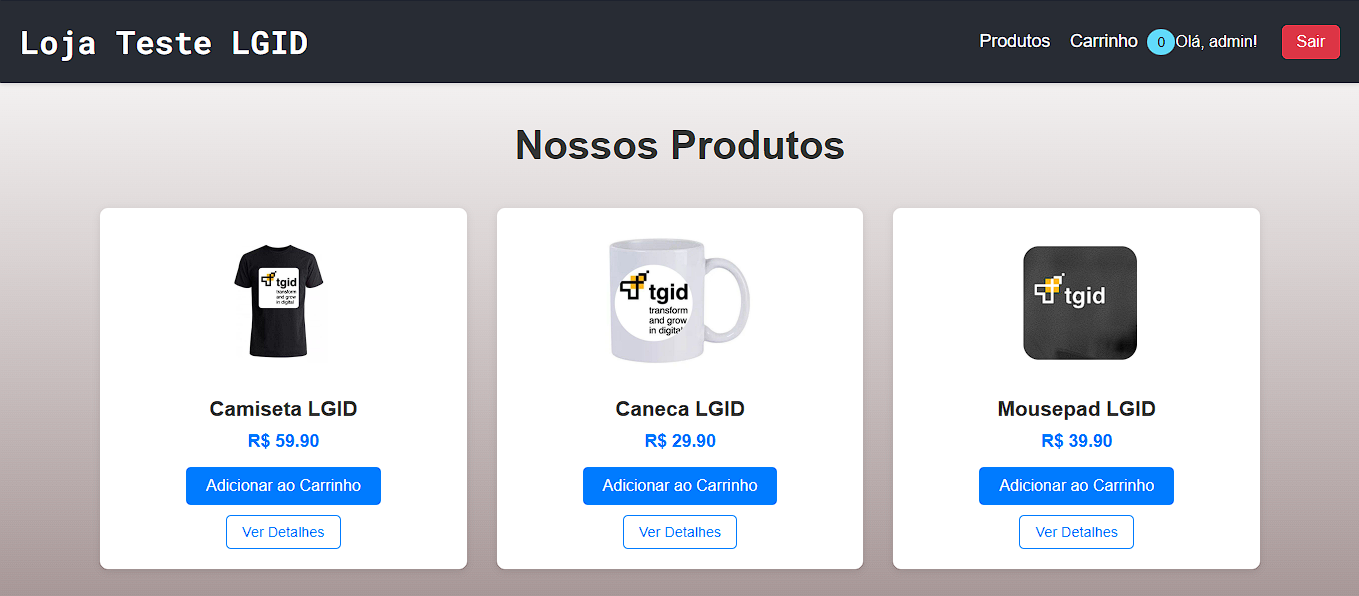 Loja Teste LGID
Produtos Carrinho 0 Olá, admin! Sair
Nossos Produtos
tgid
transform
and grow
in digital
Camiseta LGID
R$ 59.90
Adicionar ao Carrinho
Ver Detalhes
tgid
transform
and grow
in digital
Caneca LGID
R$ 29.90
Adicionar ao Carrinho
Ver Detalhes
tgid
Mousepad LGID
R$ 39.90
Adicionar ao Carrinho
Ver Detalhes